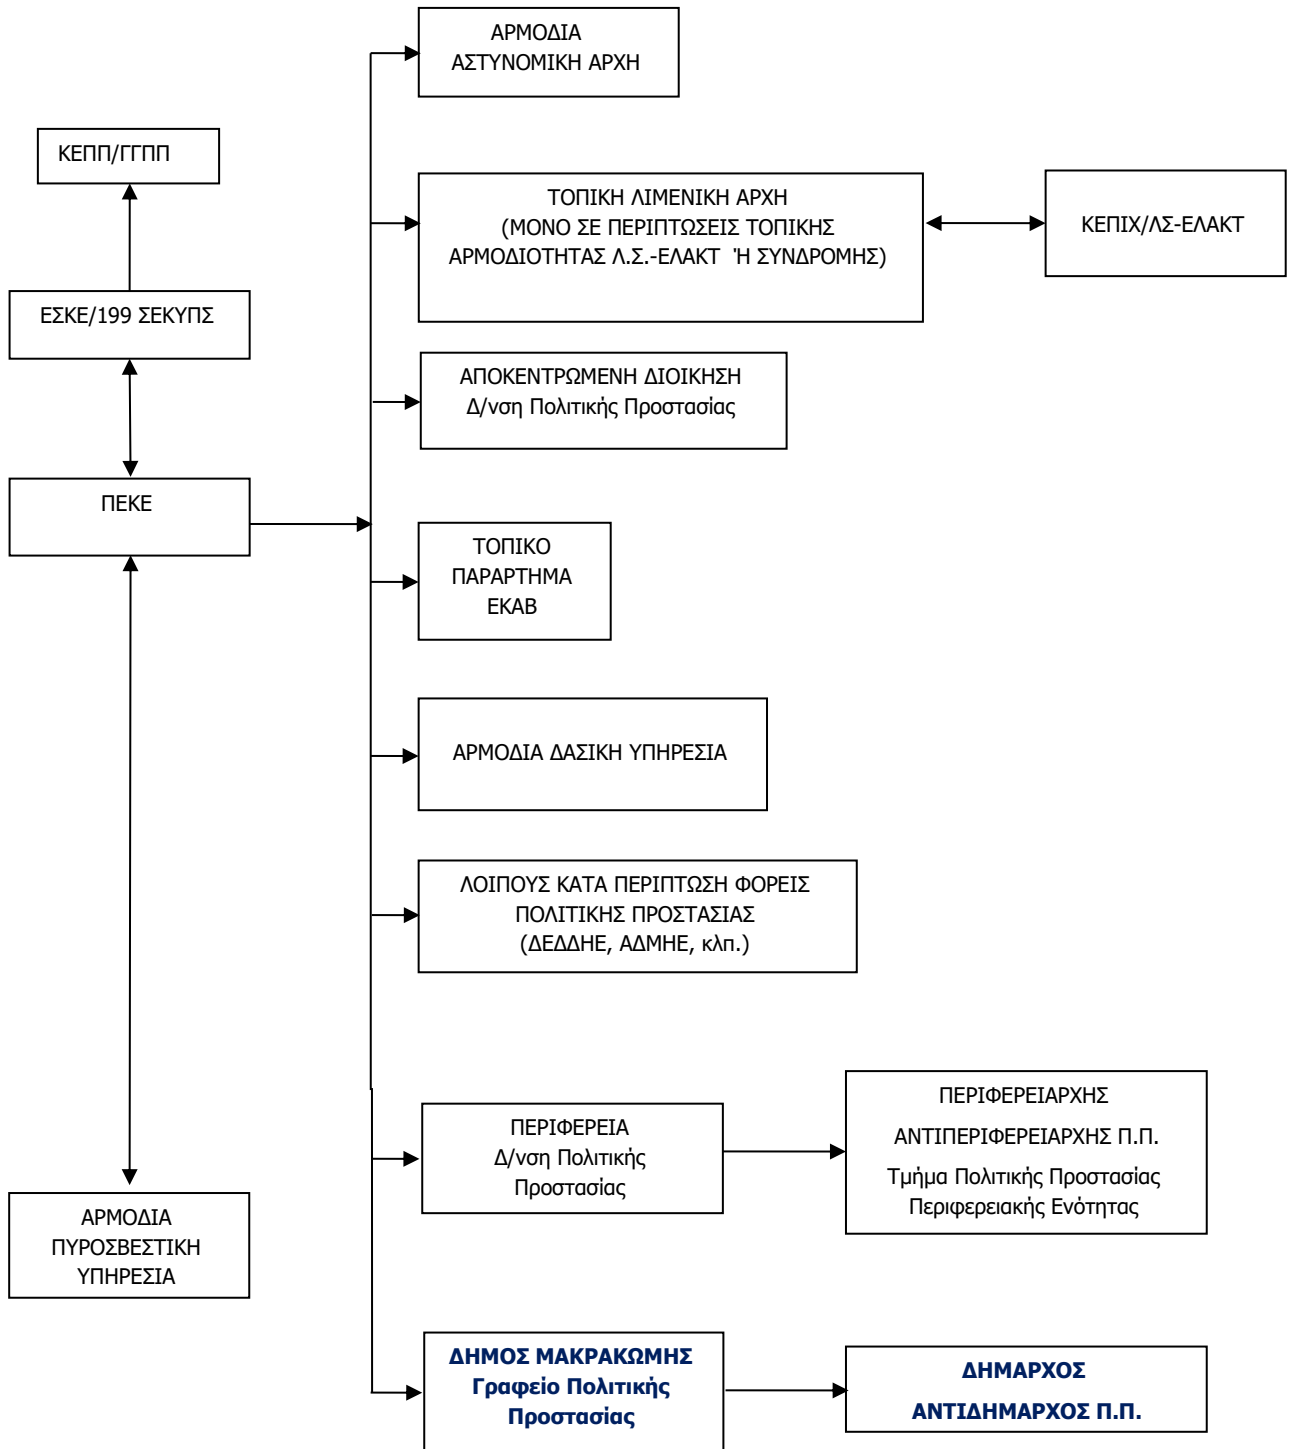 ΑΡΜΟΔΙΑ
ΑΣΤΥΝΟΜΙΚΗ ΑΡΧΗ
ΚΕΠΠ/ΓΓΠΠ
ΤΟΠΙΚΗ ΛΙΜΕΝΙΚΗ ΑΡΧΗ
(ΜΟΝΟ ΣΕ ΠΕΡΙΠΤΩΣΕΙΣ ΤΟΠΙΚΗΣ
ΑΡΜΟΔΙΟΤΗΤΑΣ Λ.Σ.-ΕΛΑΚΤ Ή ΣΥΝΔΡΟΜΗΣ)
ΚΕΠΙΧ/ΛΣ-ΕΛΑΚΤ
ΕΣΚΕ/199 ΣΕΚΥΠΣ
ΑΠΟΚΕΝΤΡΩΜΕΝΗ ΔΙΟΙΚΗΣΗ
Δ/νση Πολιτικής Προστασίας
ΠΕΚΕ
ΤΟΠΙΚΟ
ΠΑΡΑΡΤΗΜΑ
ΕΚΑΒ
ΑΡΜΟΔΙΑ ΔΑΣΙΚΗ ΥΠΗΡΕΣΙΑ
ΛΟΙΠΟΥΣ ΚΑΤΑ ΠΕΡΙΠΤΩΣΗ ΦΟΡΕΙΣ
ΠΟΛΙΤΙΚΗΣ ΠΡΟΣΤΑΣΙΑΣ
(ΔΕΔΔΗΕ, ΑΔΜΗΕ, κλπ.)
ΠΕΡΙΦΕΡΕΙΑ
Δ/νση Πολιτικής
Προστασίας
ΠΕΡΙΦΕΡΕΙΑΡΧΗΣ
ΑΝΤΙΠΕΡΙΦΕΡΕΙΑΡΧΗΣ Π.Π.
Τμήμα Πολιτικής Προστασίας
Περιφερειακής Ενότητας
ΑΡΜΟΔΙΑ
ΠΥΡΟΣΒΕΣΤΙΚΗ
ΥΠΗΡΕΣΙΑ
ΔΗΜΟΣ ΜΑΚΡΑΚΩΜΗΣ
Γραφείο Πολιτικής
Προστασίας
ΔΗΜΑΡΧΟΣ
ΑΝΤΙΔΗΜΑΡΧΟΣ Π.Π.